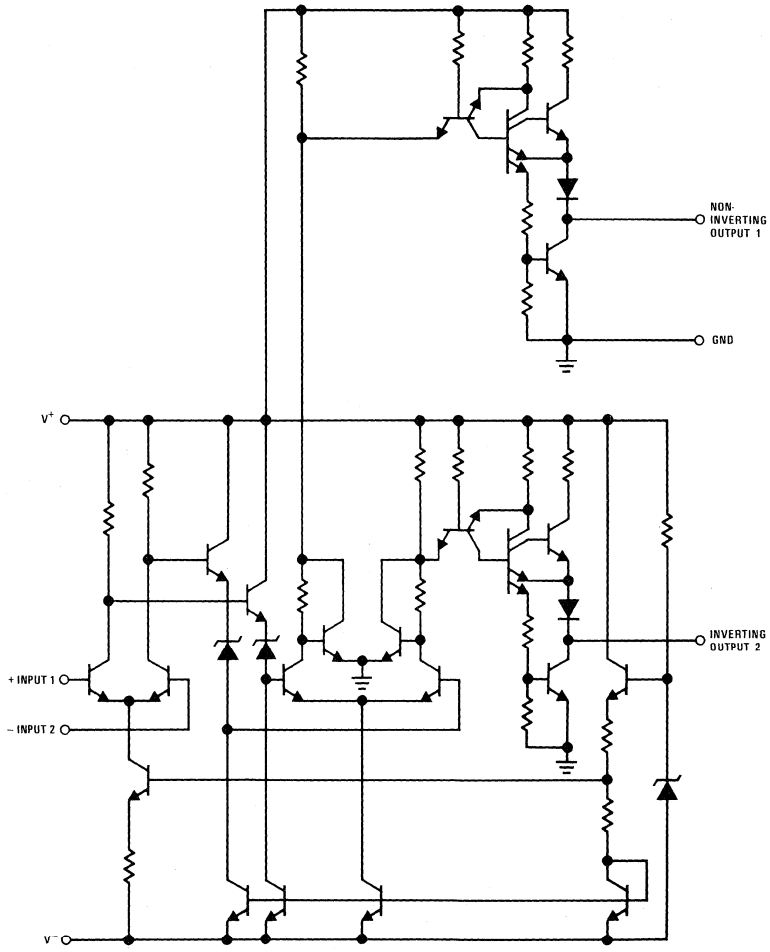 NON-
INVERTING
OUTPUT 1
GND
V+
INVERTING
OUTPUT 2
+ INPUT 1
− INPUT 2
V−